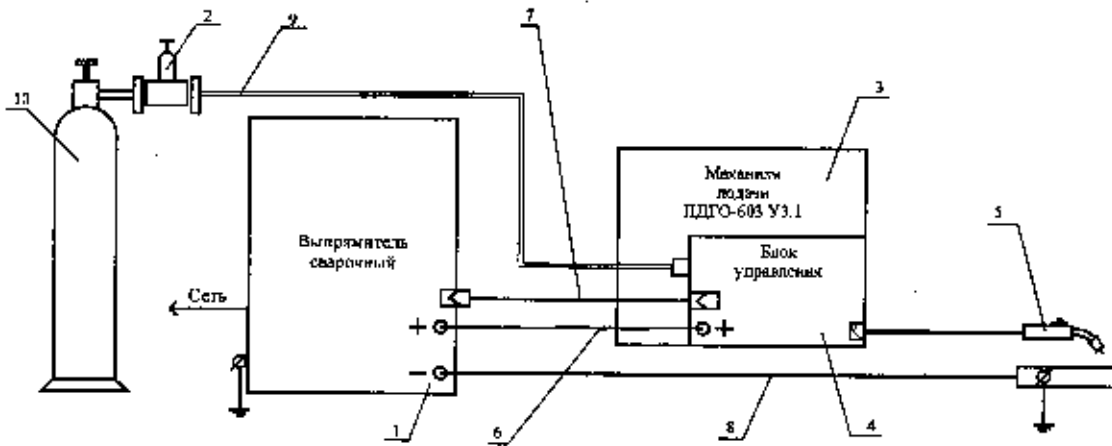 2
9
7
10
3
Механизм
подачи
ПДГО-603 У3.1
5
Выпрямитель
сварочный
Блок
управления
Сеть
+
+
−
1
6
8
4